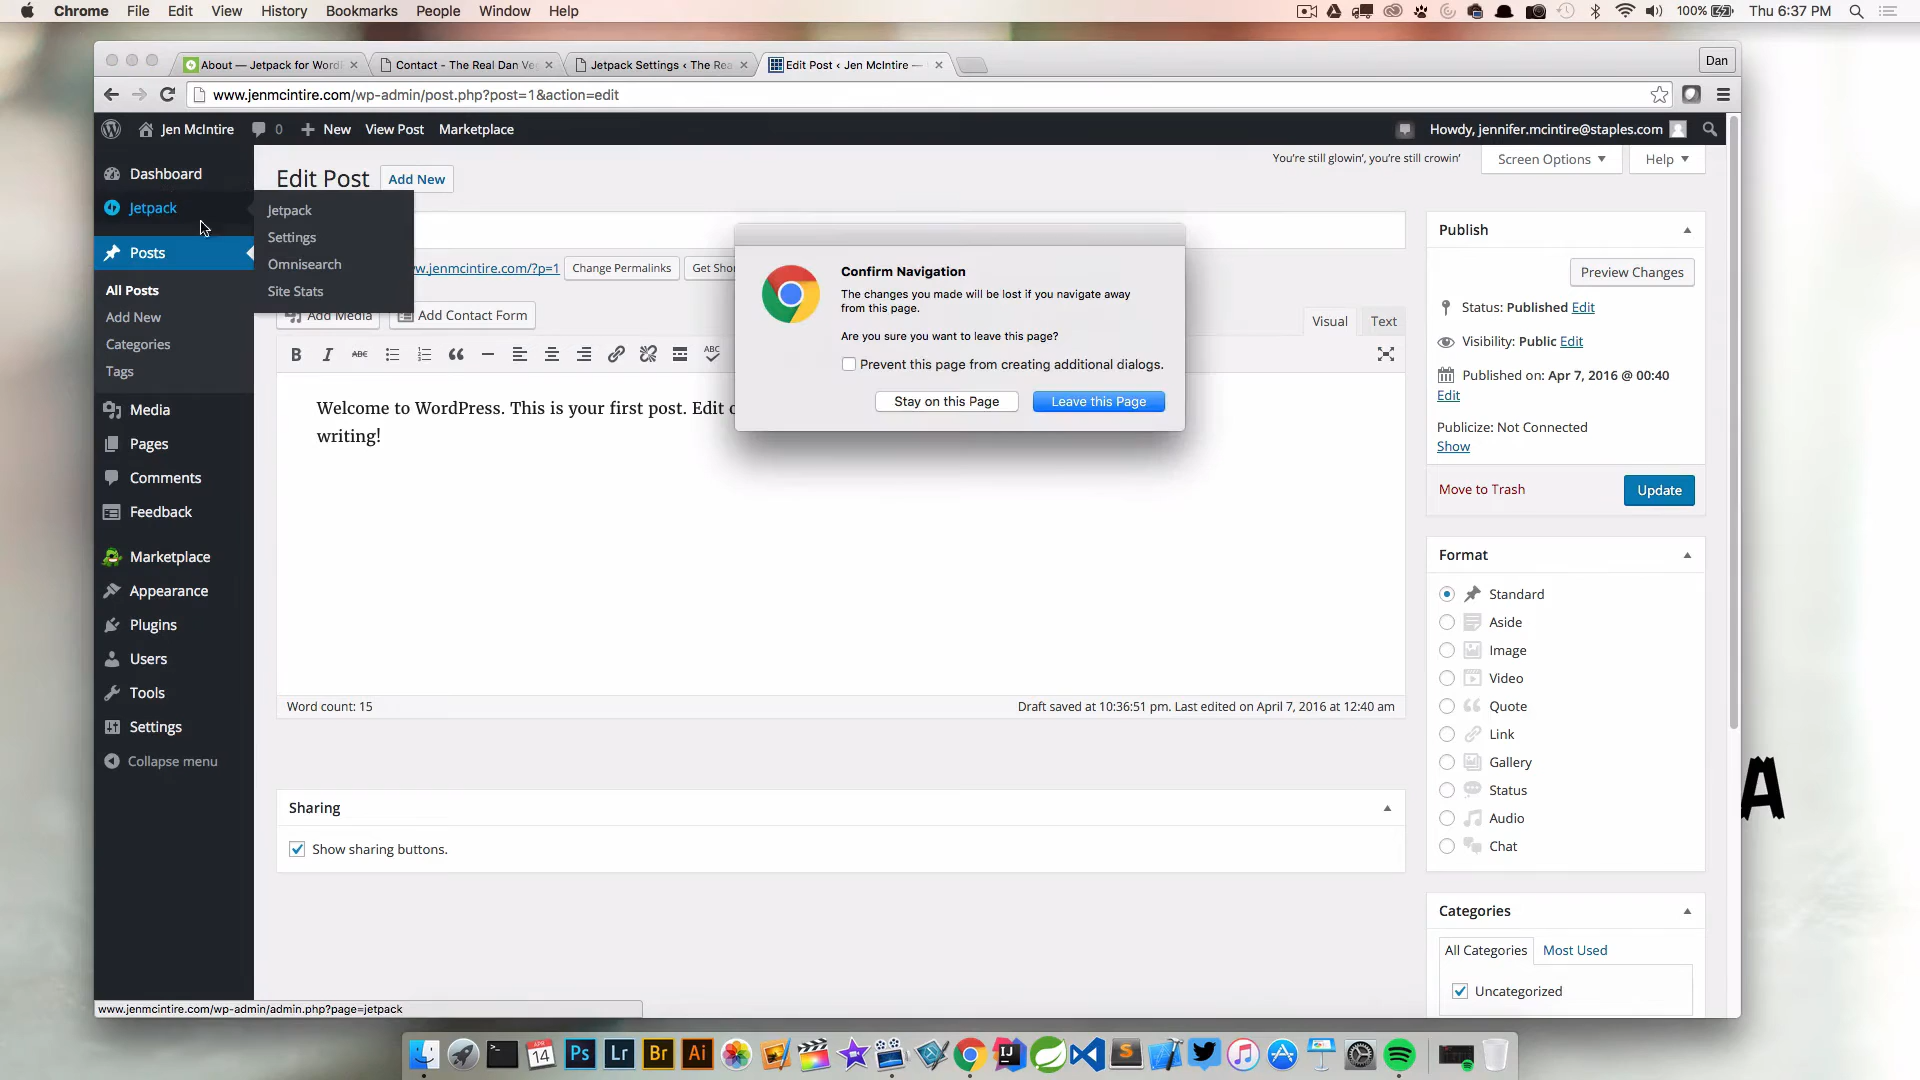 Chrome File Edit View History Bookmarks People Window Help
100% Thu 6:37 PM
About — Jetpack for Word
Contact - The Real Dan Ve
Jetpack Settings ‹ The Rea
Edit Post ‹ Jen McIntire —
Dan
www.jenmcintire.com/wp-admin/post.php?post=1&action=edit
Jen McIntire 0 New View Post Marketplace
Howdy, jennifer.mcintire@staples.com
You're still glowin', you're still crowin'
Screen Options
Help
Dashboard
Jetpack
Posts
All Posts
Add New
Categories
Tags
Media
Pages
Comments
Feedback
Marketplace
Appearance
Plugins
Users
Tools
Settings
Collapse menu
Jetpack
Settings
Omnisearch
Site Stats
Edit Post
Add New
w.jenmcintire.com/?p=1
Change Permalinks
Get Sho
Add Media
Add Contact Form
Visual
Text
B I ABC ABC
Welcome to WordPress. This is your first post. Edit o
writing!
Word count: 15
Draft saved at 10:36:51 pm. Last edited on April 7, 2016 at 12:40 am
Sharing
Show sharing buttons.
Confirm Navigation
The changes you made will be lost if you navigate away
from this page.
Are you sure you want to leave this page?
Prevent this page from creating additional dialogs.
Stay on this Page
Leave this Page
Publish
Preview Changes
Status: Published Edit
Visibility: Public Edit
Published on: Apr 7, 2016 @ 00:40
Edit
Publicize: Not Connected
Show
Move to Trash
Update
Format
Standard
Aside
Image
Video
Quote
Link
Gallery
Status
Audio
Chat
Categories
All Categories
Most Used
Uncategorized
A
www.jenmcintire.com/wp-admin/admin.php?page=jetpack
14 Ps Lr Br Ai IJ S